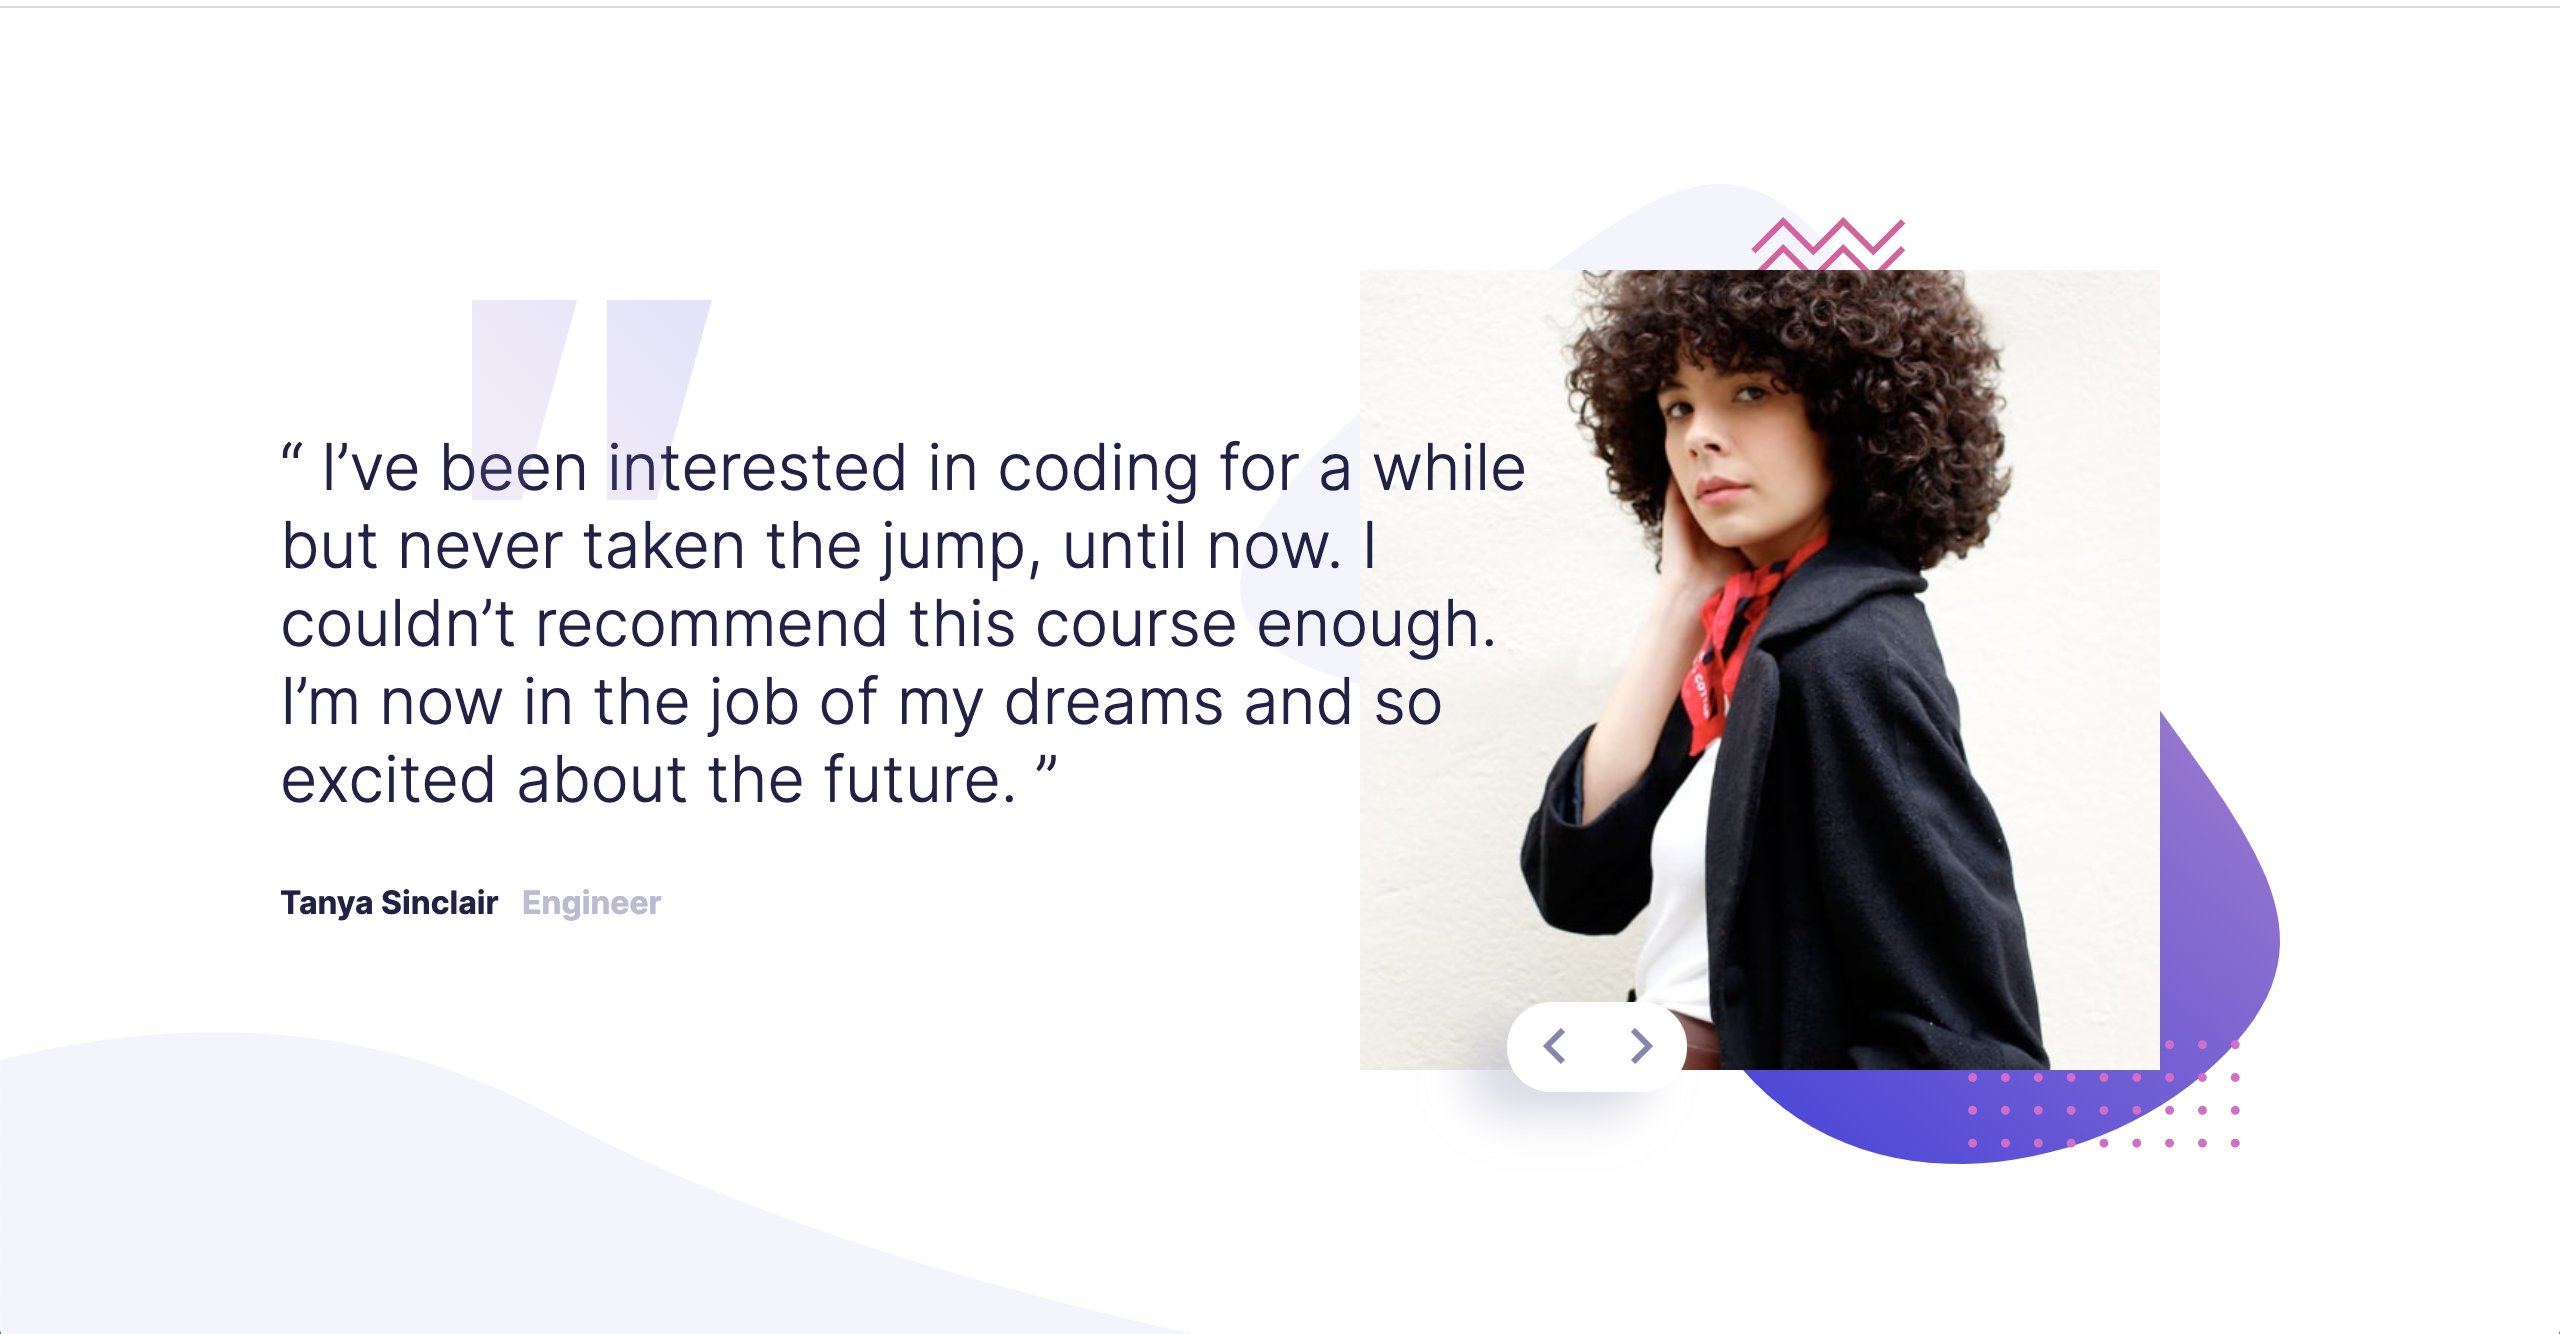 “ I’ve been interested in coding for a while
but never taken the jump, until now. I
couldn’t recommend this course enough.
I’m now in the job of my dreams and so
excited about the future. ”
Tanya Sinclair Engineer